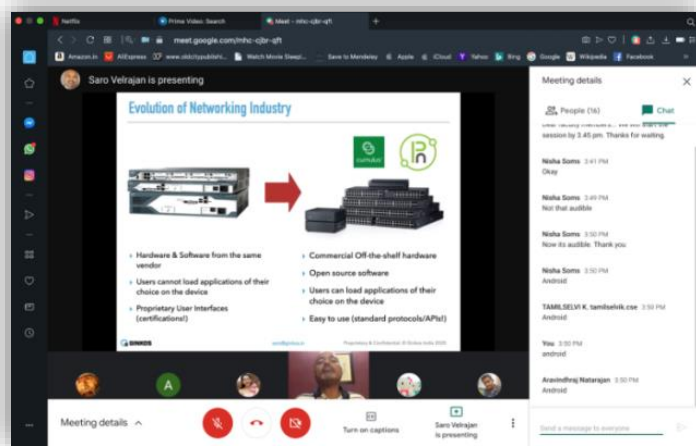 Netflix
Prime Video: Search
Meet – mhc-cjbr-qft
meet.google.com/mhc-cjbr-qft
Amazon.in
AliExpress
www.oldcitypublishi...
Watch Movie Sleepl...
Save to Mendeley
Apple
iCloud
Yahoo
Bing
Google
Wikipedia
Facebook
Saro Velrajan is presenting
Evolution of Networking Industry
cumulus
Hardware & Software from the same
vendor
Users cannot load applications of their
choice on the device
Proprietary User Interfaces
(certifications!)
Commercial Off-the-shelf hardware
Open source software
Users can load applications of their
choice on the device
Easy to use (standard protocols/APIs!)
GINKOS
A
Meeting details
Turn on captions
Saro Velrajan
is presenting
Meeting details
People (16)
Chat
session by 3.45 pm. Thanks for waiting.
Nisha Soms 3:41 PM
Okay
Nisha Soms 3:49 PM
Not that audible
Nisha Soms 3:50 PM
Now its audible. Thank you
Nisha Soms 3:50 PM
Android
TAMILSELVI K. tamilselvik.cse 3:50 PM
Android
You 3:50 PM
android
Aravindhraj Natarajan 3:50 PM
Android
Send a message to everyone